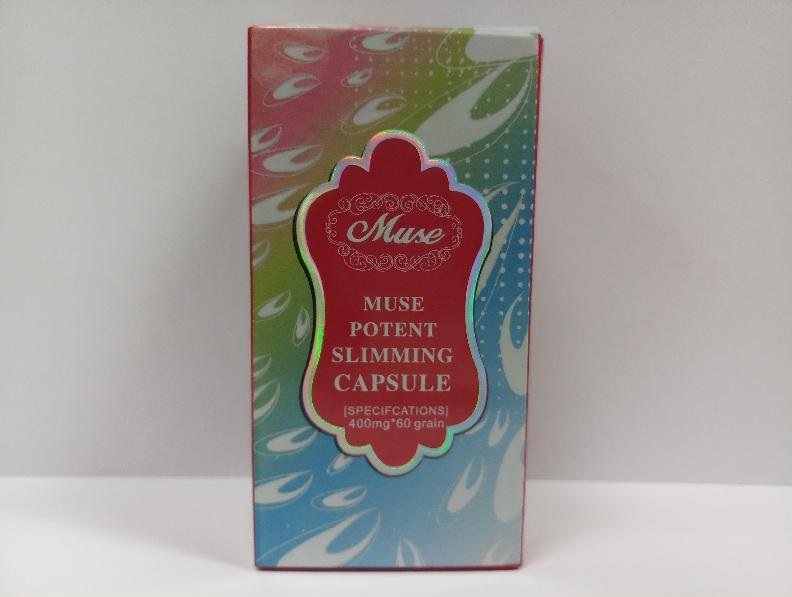 Muse
MUSE
POTENT
SLIMMING
CAPSULE
[SPECIFCATIONS]
400mg*60 grain